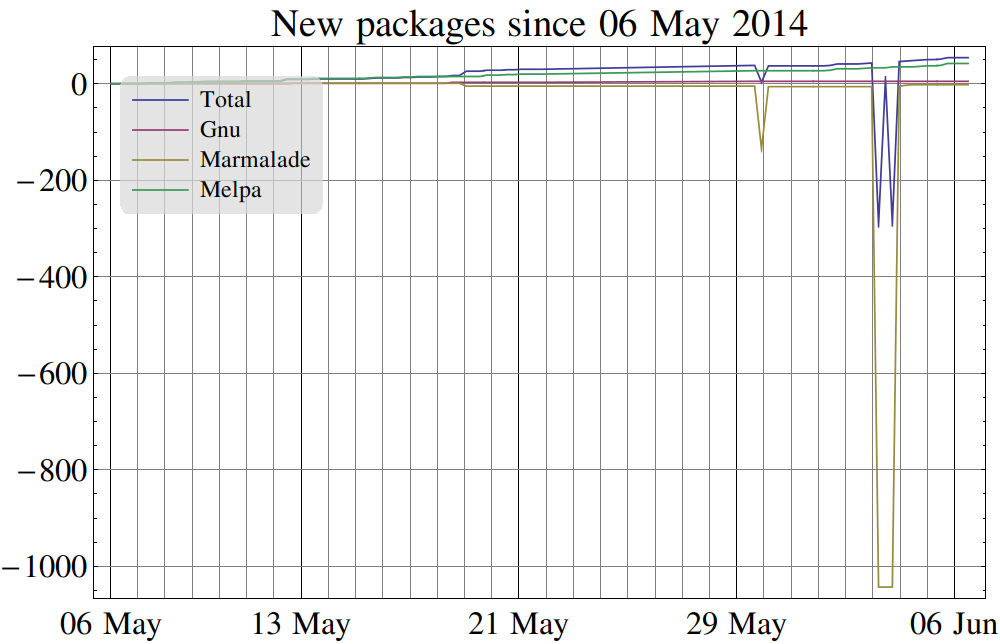 New packages since 06 May 2014
0
Total
Gnu
Marmalade
Melpa
−200
−400
−600
−800
−1000
06 May 13 May 21 May 29 May 06 Jun